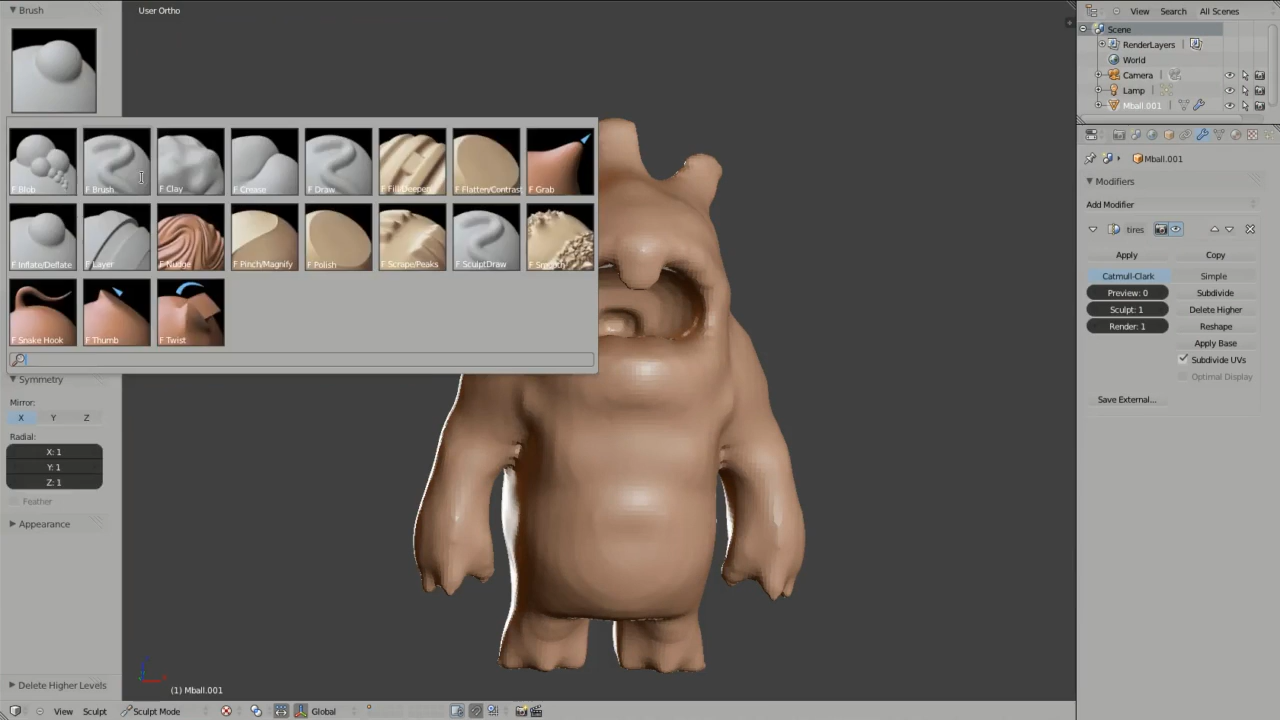 Brush
User Ortho
View Search All Scenes
Scene
RenderLayers
World
Camera
Lamp
Mball.001
Mball.001
Modifiers
Add Modifier
tires
Apply Copy
Catmull-Clark Simple
Preview: 0 Subdivide
Sculpt: 1 Delete Higher
Render: 1 Reshape
Apply Base
Subdivide UVs
Optimal Display
Save External...
F Blob F Brush F Clay F Crease F Draw F Fill/Deepen F Flatten/Contrast F Grab
F Inflate/Deflate F Layer F Nudge F Pinch/Magnify F Polish F Scrape/Peaks F SculptDraw F Smooth
F Snake Hook F Thumb F Twist
Symmetry
Mirror:
X Y Z
Radial:
X: 1
Y: 1
Z: 1
Feather
Appearance
Delete Higher Levels
(1) Mball.001
View Sculpt Sculpt Mode Global